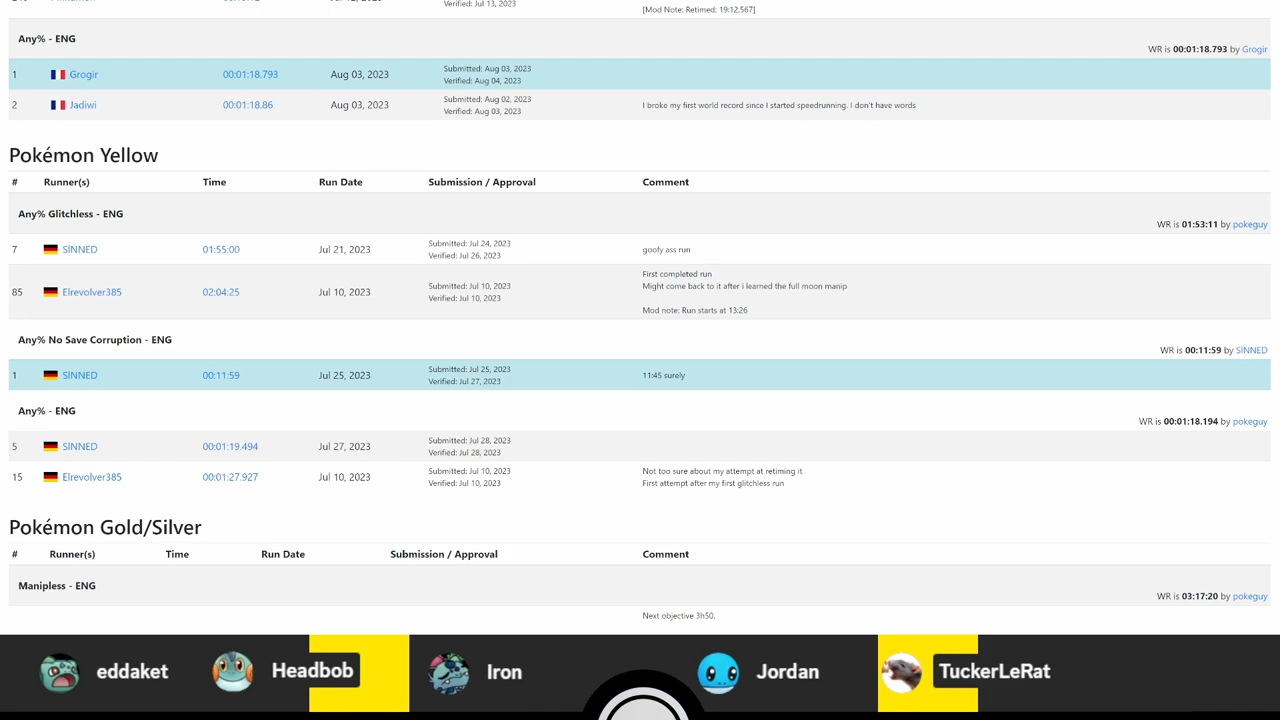 Verified: Jul 13, 2023
[Mod Note: Retimed: 19:12.567]
Any% - ENG
WR is 00:01:18.793 by Grogir
1 Grogir 00:01:18.793 Aug 03, 2023 Submitted: Aug 03, 2023
Verified: Aug 04, 2023
2 Jadiwi 00:01:18.86 Aug 03, 2023 Submitted: Aug 02, 2023
Verified: Aug 03, 2023
I broke my first world record since I started speedrunning. I don't have words
Pokémon Yellow
# Runner(s) Time Run Date Submission / Approval Comment
Any% Glitchless - ENG
WR is 01:53:11 by pokeguy
7 SINNED 01:55:00 Jul 21, 2023 Submitted: Jul 24, 2023
Verified: Jul 26, 2023
goofy ass run
85 Elrevolver385 02:04:25 Jul 10, 2023 Submitted: Jul 10, 2023
Verified: Jul 10, 2023
First completed run
Might come back to it after i learned the full moon manip
Mod note: Run starts at 13:26
Any% No Save Corruption - ENG
WR is 00:11:59 by SINNED
1 SINNED 00:11:59 Jul 25, 2023 Submitted: Jul 25, 2023
Verified: Jul 27, 2023
11:45 surely
Any% - ENG
WR is 00:01:18.194 by pokeguy
5 SINNED 00:01:19.494 Jul 27, 2023 Submitted: Jul 28, 2023
Verified: Jul 28, 2023
15 Elrevolver385 00:01:27.927 Jul 10, 2023 Submitted: Jul 10, 2023
Verified: Jul 10, 2023
Not too sure about my attempt at retiming it
First attempt after my first glitchless run
Pokémon Gold/Silver
# Runner(s) Time Run Date Submission / Approval Comment
Manipless - ENG
WR is 03:17:20 by pokeguy
Next objective 3h50.
eddaket Headbob Iron Jordan TuckerLeRat